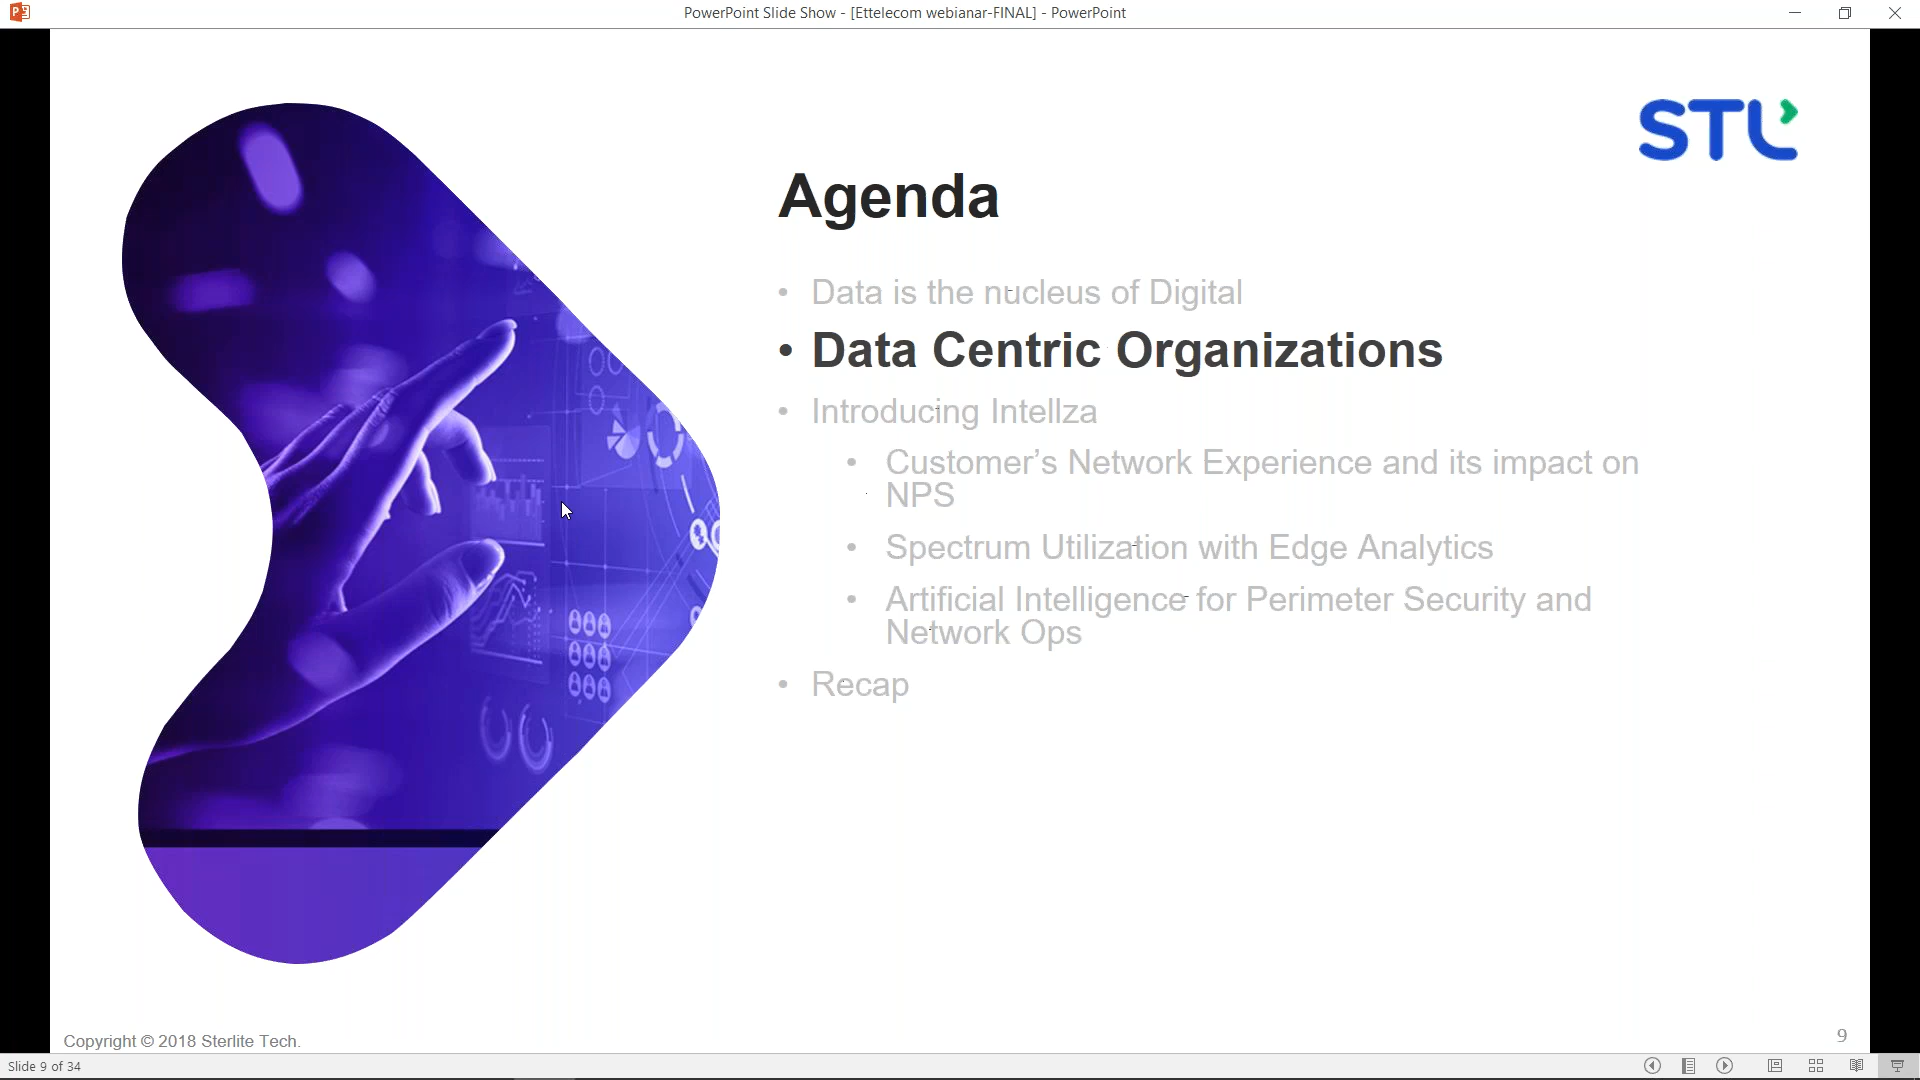 PowerPoint Slide Show - [Ettelecom webianar-FINAL] - PowerPoint
STL
Agenda
• Data is the nucleus of Digital
• Data Centric Organizations
• Introducing Intellza
• Customer’s Network Experience and its impact on
NPS
• Spectrum Utilization with Edge Analytics
• Artificial Intelligence for Perimeter Security and
Network Ops
• Recap
Copyright © 2018 Sterlite Tech.
9
Slide 9 of 34